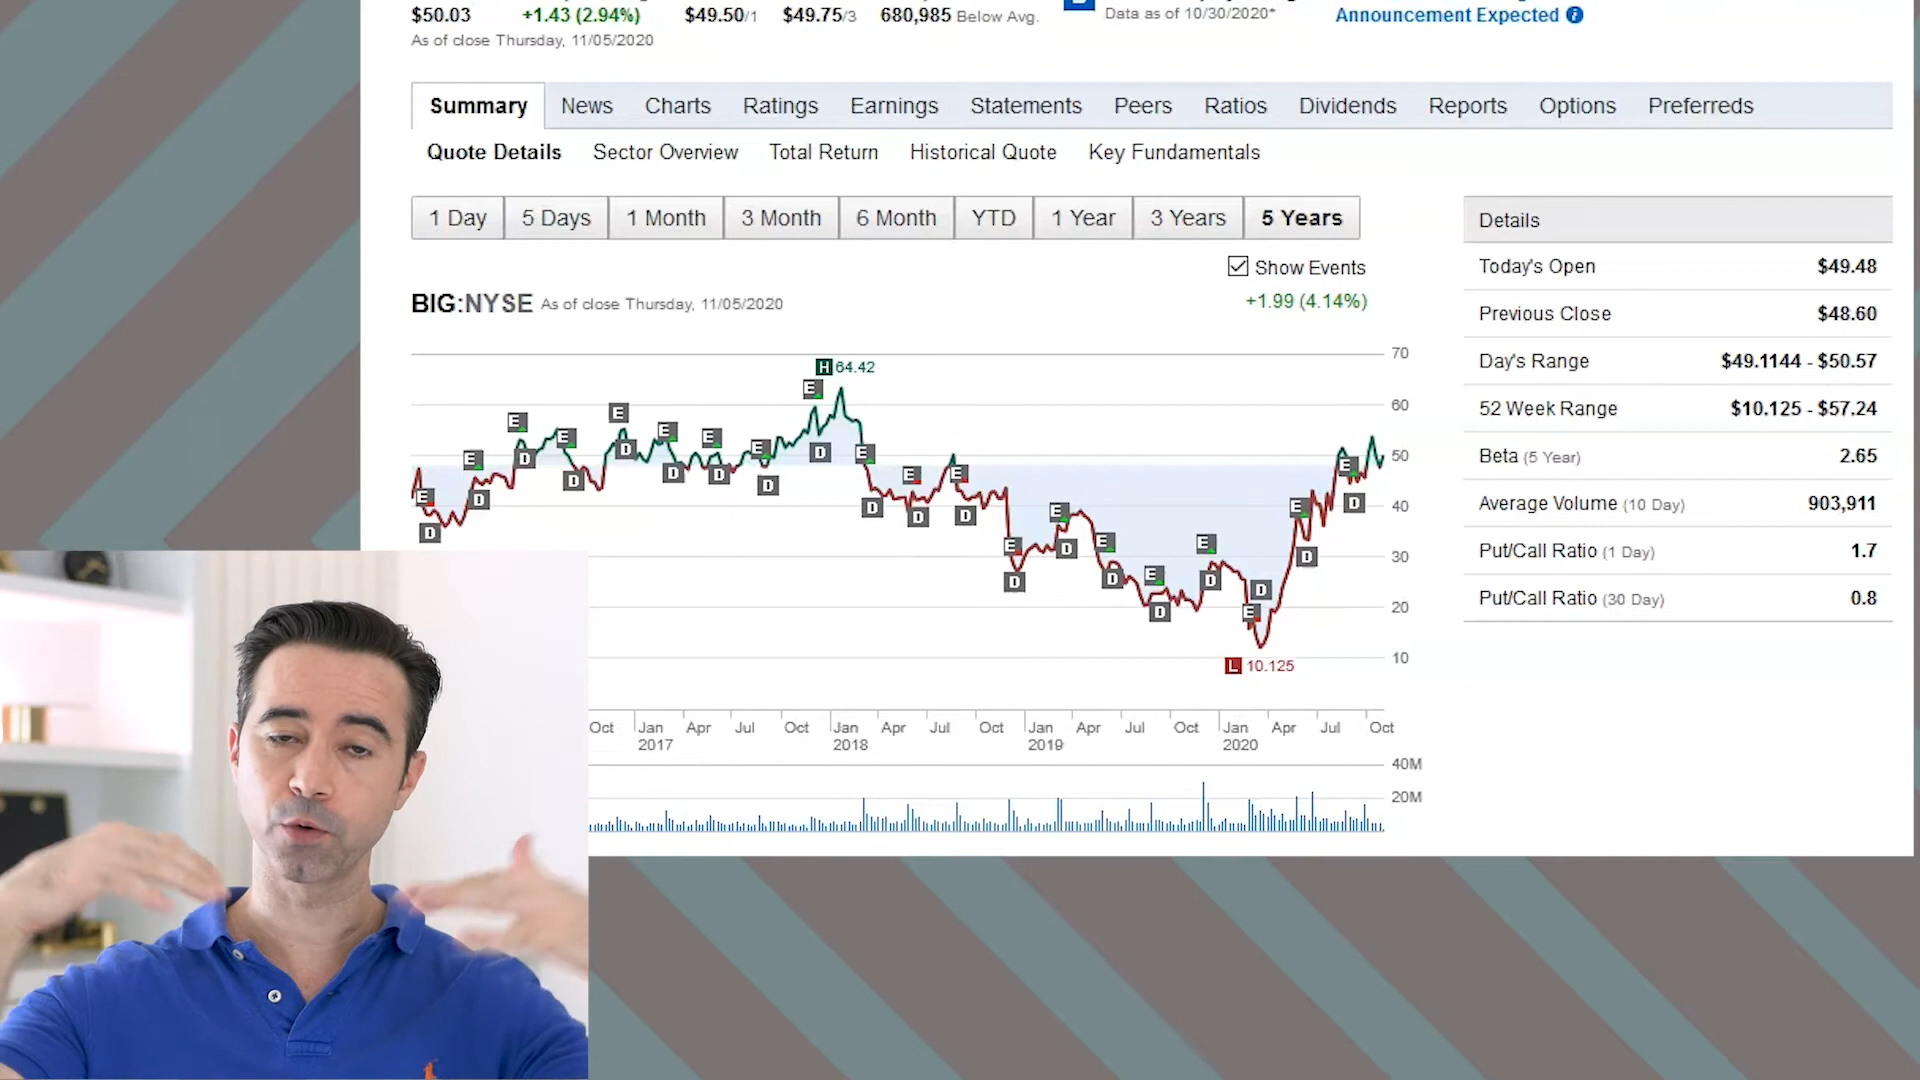 $50.03 +1.43 (2.94%) $49.50/1 $49.75/3 680,985 Below Avg. Data as of 10/30/2020* Announcement Expected
As of close Thursday, 11/05/2020
Summary News Charts Ratings Earnings Statements Peers Ratios Dividends Reports Options Preferreds
Quote Details Sector Overview Total Return Historical Quote Key Fundamentals
1 Day 5 Days 1 Month 3 Month 6 Month YTD 1 Year 3 Years 5 Years
Show Events
BIG:NYSE As of close Thursday, 11/05/2020 +1.99 (4.14%)
70
H 64.42
60
50
40
30
20
10
L 10.125
E E E E E E E E E E E E E E E E E E E E
D D D D D D D D D D D D D D D D D D D D
Oct Jan Apr Jul Oct Jan Apr Jul Oct Jan Apr Jul Oct Jan Apr Jul Oct
2017 2018 2019 2020
40M
20M
Details
Today's Open $49.48
Previous Close $48.60
Day's Range $49.1144 - $50.57
52 Week Range $10.125 - $57.24
Beta (5 Year) 2.65
Average Volume (10 Day) 903,911
Put/Call Ratio (1 Day) 1.7
Put/Call Ratio (30 Day) 0.8